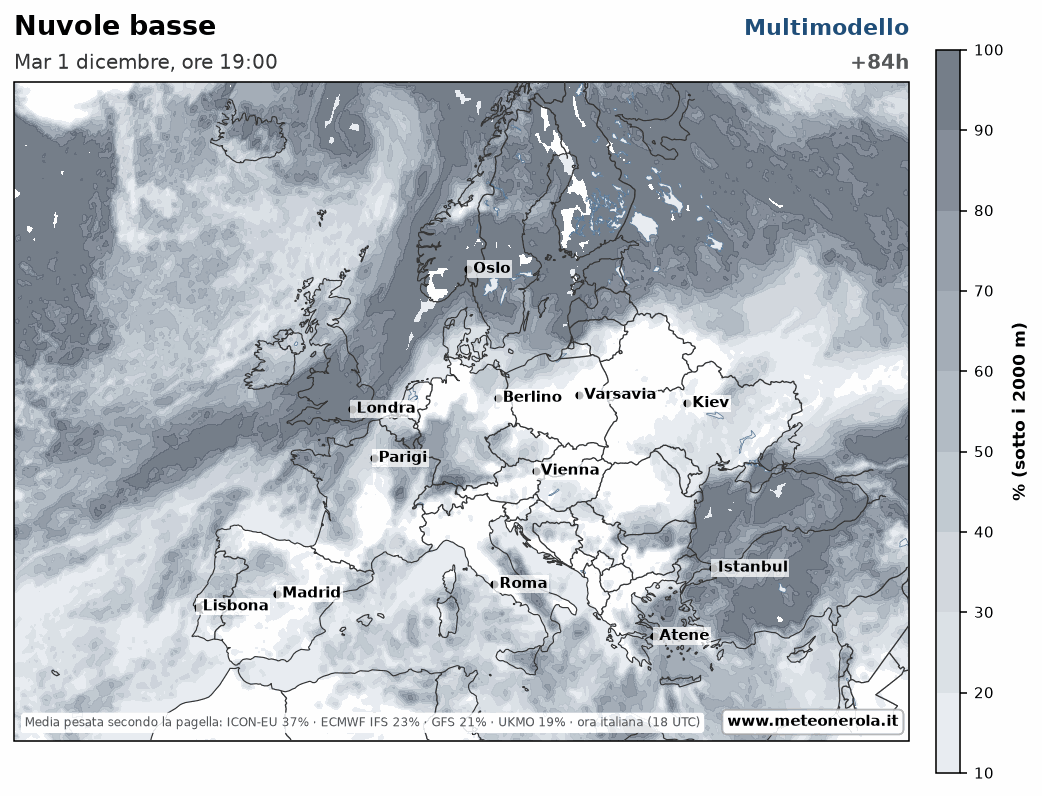 Nuvole basse
Multimodello
Mar 1 dicembre, ore 19:00
+84h
Oslo
Londra
Berlino
Varsavia
Kiev
Parigi
Vienna
Istanbul
Roma
Madrid
Lisbona
Atene
Media pesata secondo la pagella: ICON-EU 37% · ECMWF IFS 23% · GFS 21% · UKMO 19% · ora italiana (18 UTC)
www.meteonerola.it
100
90
80
70
60
50
40
30
20
10
% (sotto i 2000 m)